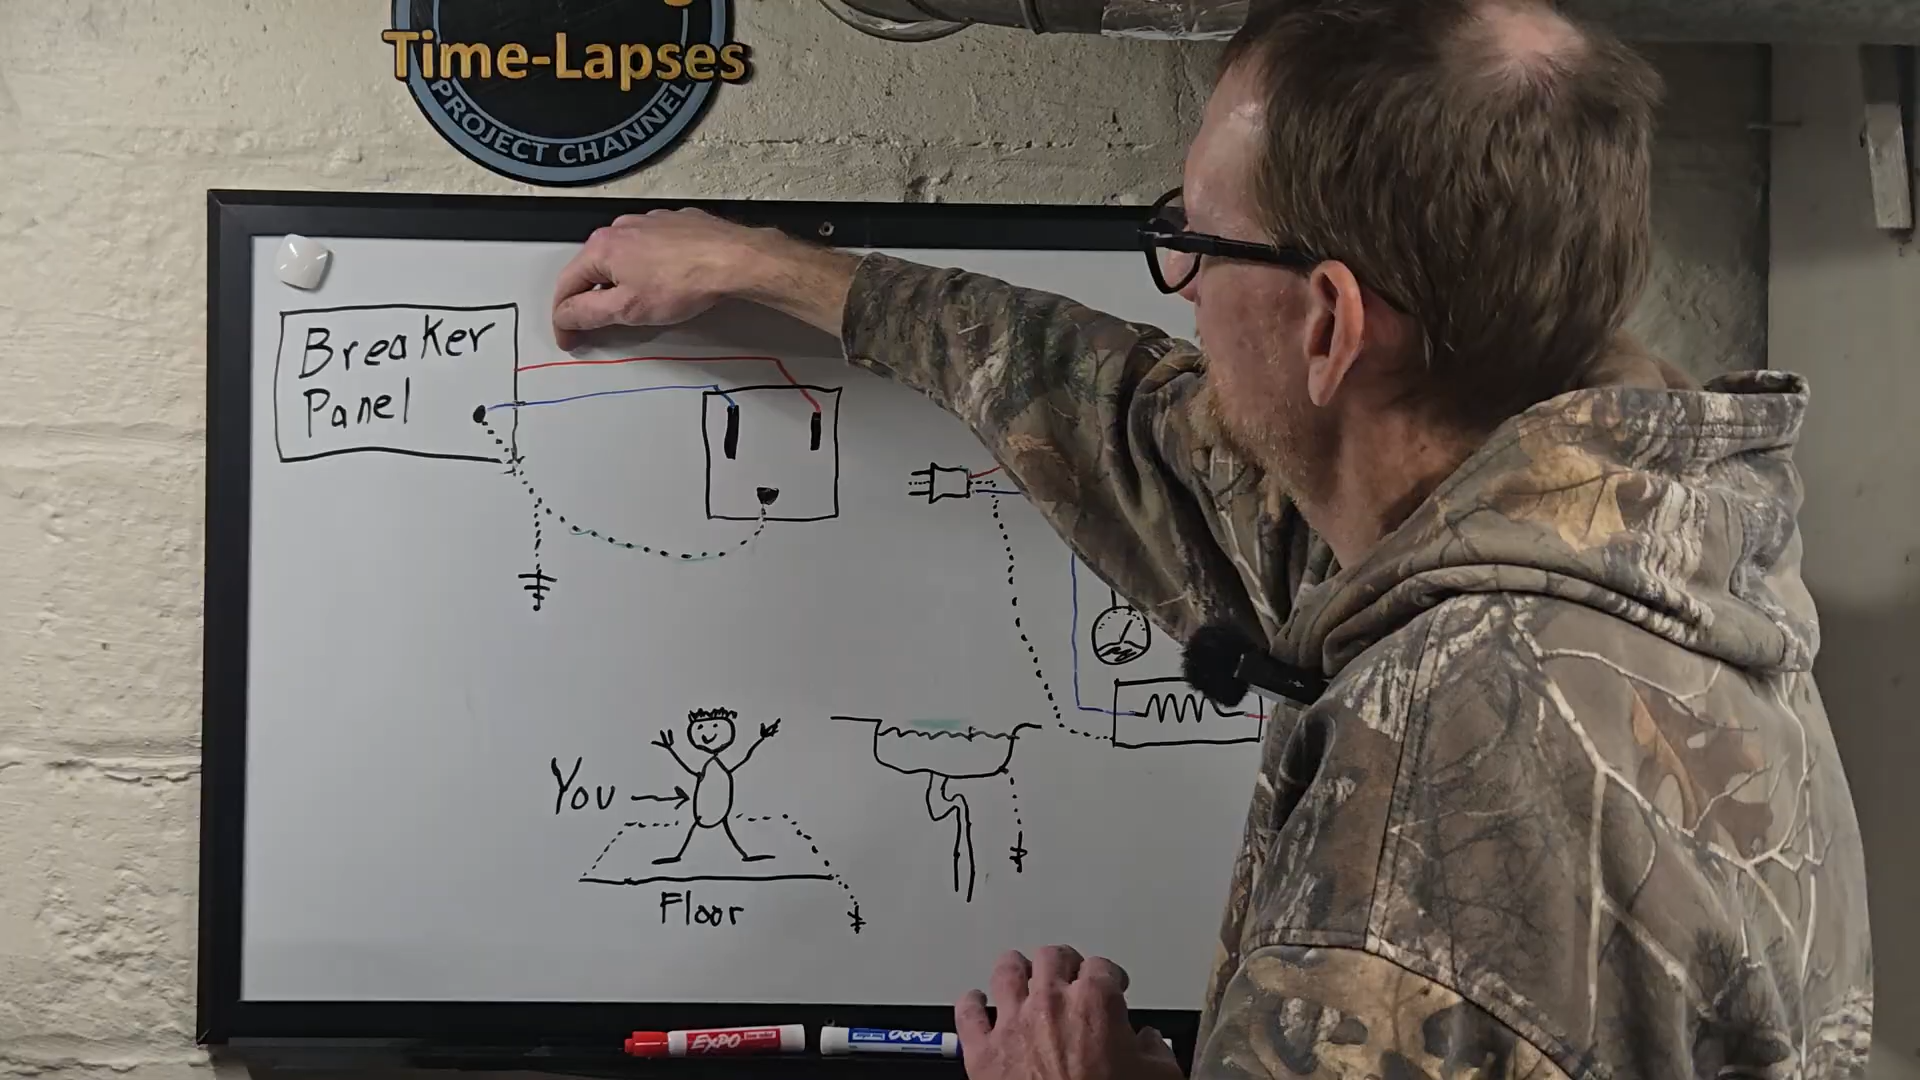 Time-Lapses
PROJECT CHANNEL
Breaker
Panel
You
Floor
EXPO
EXPO